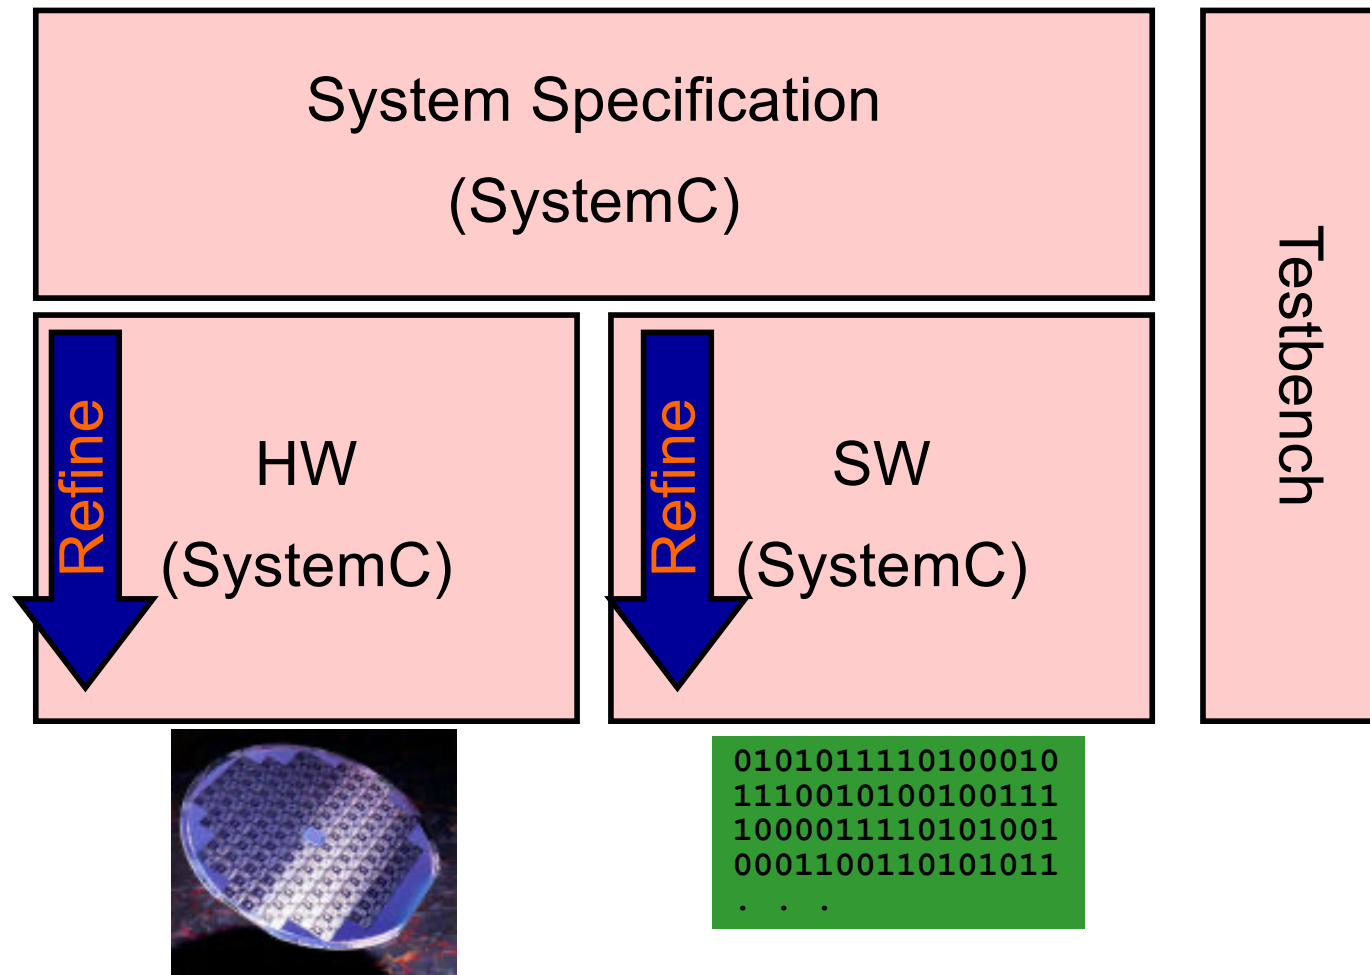 System Specification
(SystemC)
Testbench
Refine
HW
(SystemC)
Refine
SW
(SystemC)
0101011110100010
1110010100100111
1000011110101001
0001100110101011
. . .